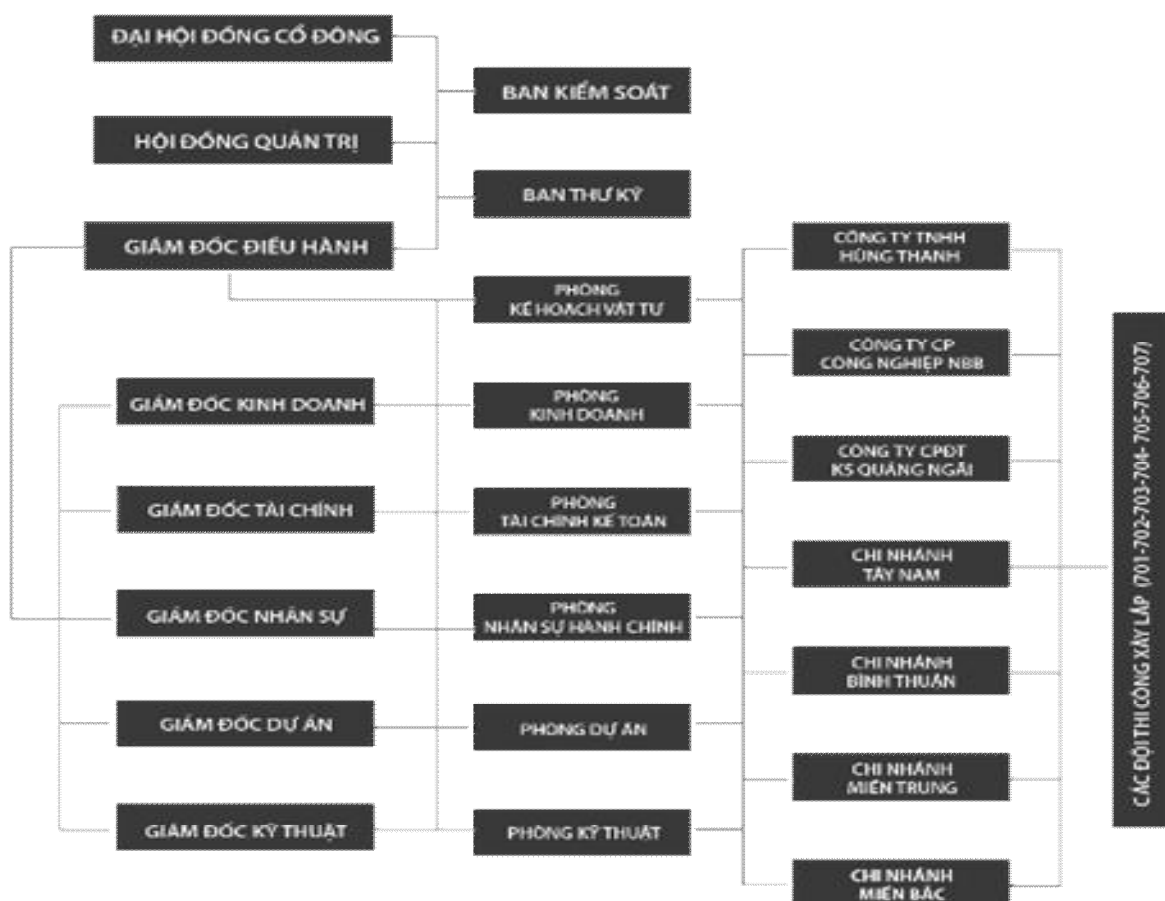 ĐẠI HỘI ĐỒNG CỔ ĐÔNG
HỘI ĐỒNG QUẢN TRỊ
GIÁM ĐỐC ĐIỀU HÀNH
GIÁM ĐỐC KINH DOANH
GIÁM ĐỐC TÀI CHÍNH
GIÁM ĐỐC NHÂN SỰ
GIÁM ĐỐC DỰ ÁN
GIÁM ĐỐC KỸ THUẬT
BAN KIỂM SOÁT
BAN THƯ KÝ
PHÒNG
KẾ HOẠCH VẬT TƯ
PHÒNG
KINH DOANH
PHÒNG
TÀI CHÍNH KẾ TOÁN
PHÒNG
NHÂN SỰ HÀNH CHÍNH
PHÒNG DỰ ÁN
PHÒNG KỸ THUẬT
CÔNG TY TNHH
HÙNG THANH
CÔNG TY CP
CÔNG NGHIỆP NBB
CÔNG TY CPĐT
KS QUẢNG NGÃI
CHI NHÁNH
TÂY NAM
CHI NHÁNH
BÌNH THUẬN
CHI NHÁNH
MIỀN TRUNG
CHI NHÁNH
MIỀN BẮC
CÁC ĐỘI THI CÔNG XÂY LẮP (701-702-703-704- 705-706-707)